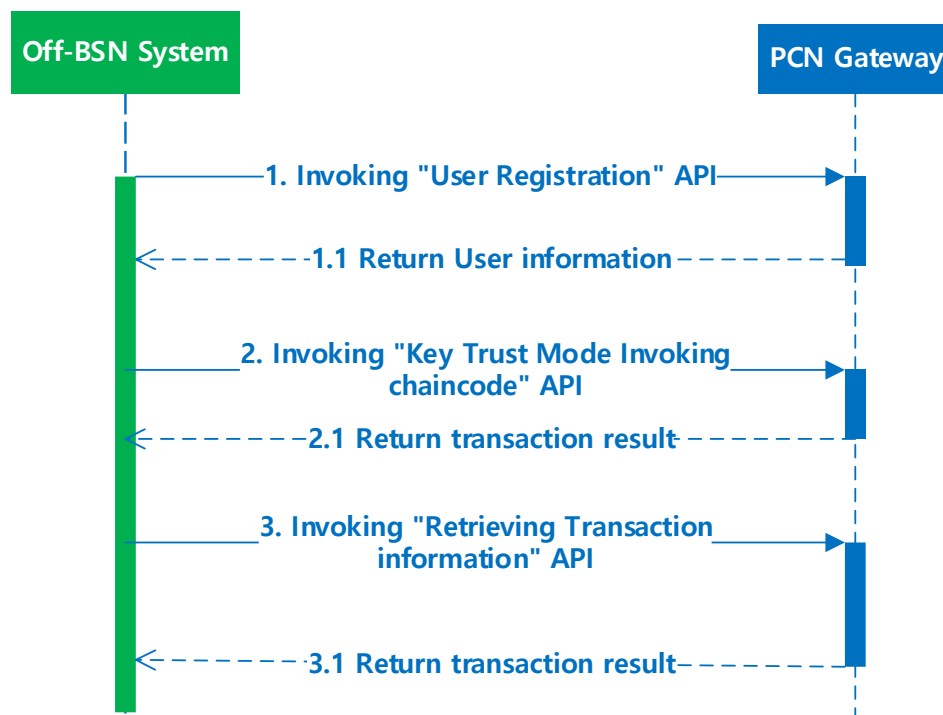 Off-BSN System
PCN Gateway
1. Invoking "User Registration" API
1.1 Return User information
2. Invoking "Key Trust Mode Invoking
chaincode" API
2.1 Return transaction result
3. Invoking "Retrieving Transaction
information" API
3.1 Return transaction result